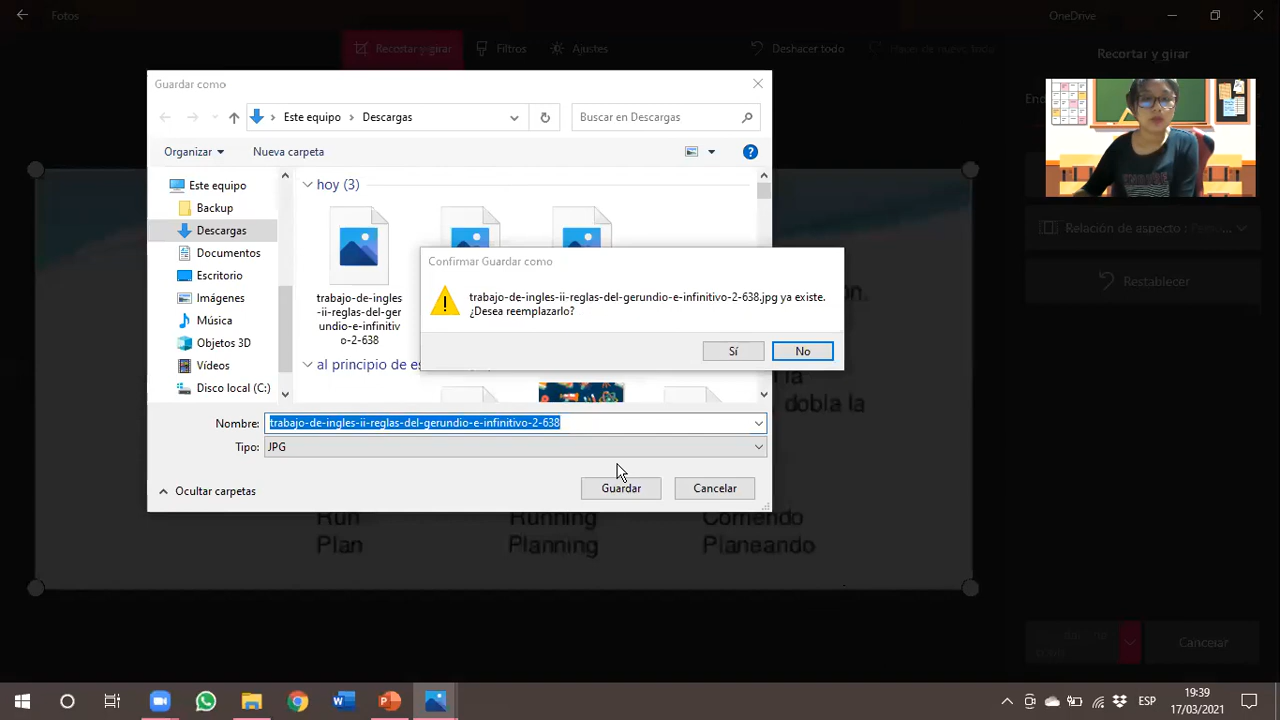 Fotos
OneDrive
Recortar y girar
Filtros
Ajustes
Deshacer todo
Recortar y girar
Guardar como
Este equipo
Descargas
Buscar en Descargas
Organizar
Nueva carpeta
Este equipo
Backup
Descargas
Documentos
Escritorio
Imágenes
Música
Objetos 3D
Vídeos
Disco local (C:)
hoy (3)
trabajo-de-ingles
-ii-reglas-del-ger
undio-e-infinitiv
o-2-638
al principio de es
Confirmar Guardar como
trabajo-de-ingles-ii-reglas-del-gerundio-e-infinitivo-2-638.jpg ya existe.
¿Desea reemplazarlo?
Sí
No
Nombre:
trabajo-de-ingles-ii-reglas-del-gerundio-e-infinitivo-2-638
Tipo:
JPG
Ocultar carpetas
Guardar
Cancelar
Relación de aspecto :
Restablecer
la
dobla la
Run
Running
Comendo
Plan
Planning
Planeando
Cancelar
ESP
19:39
17/03/2021